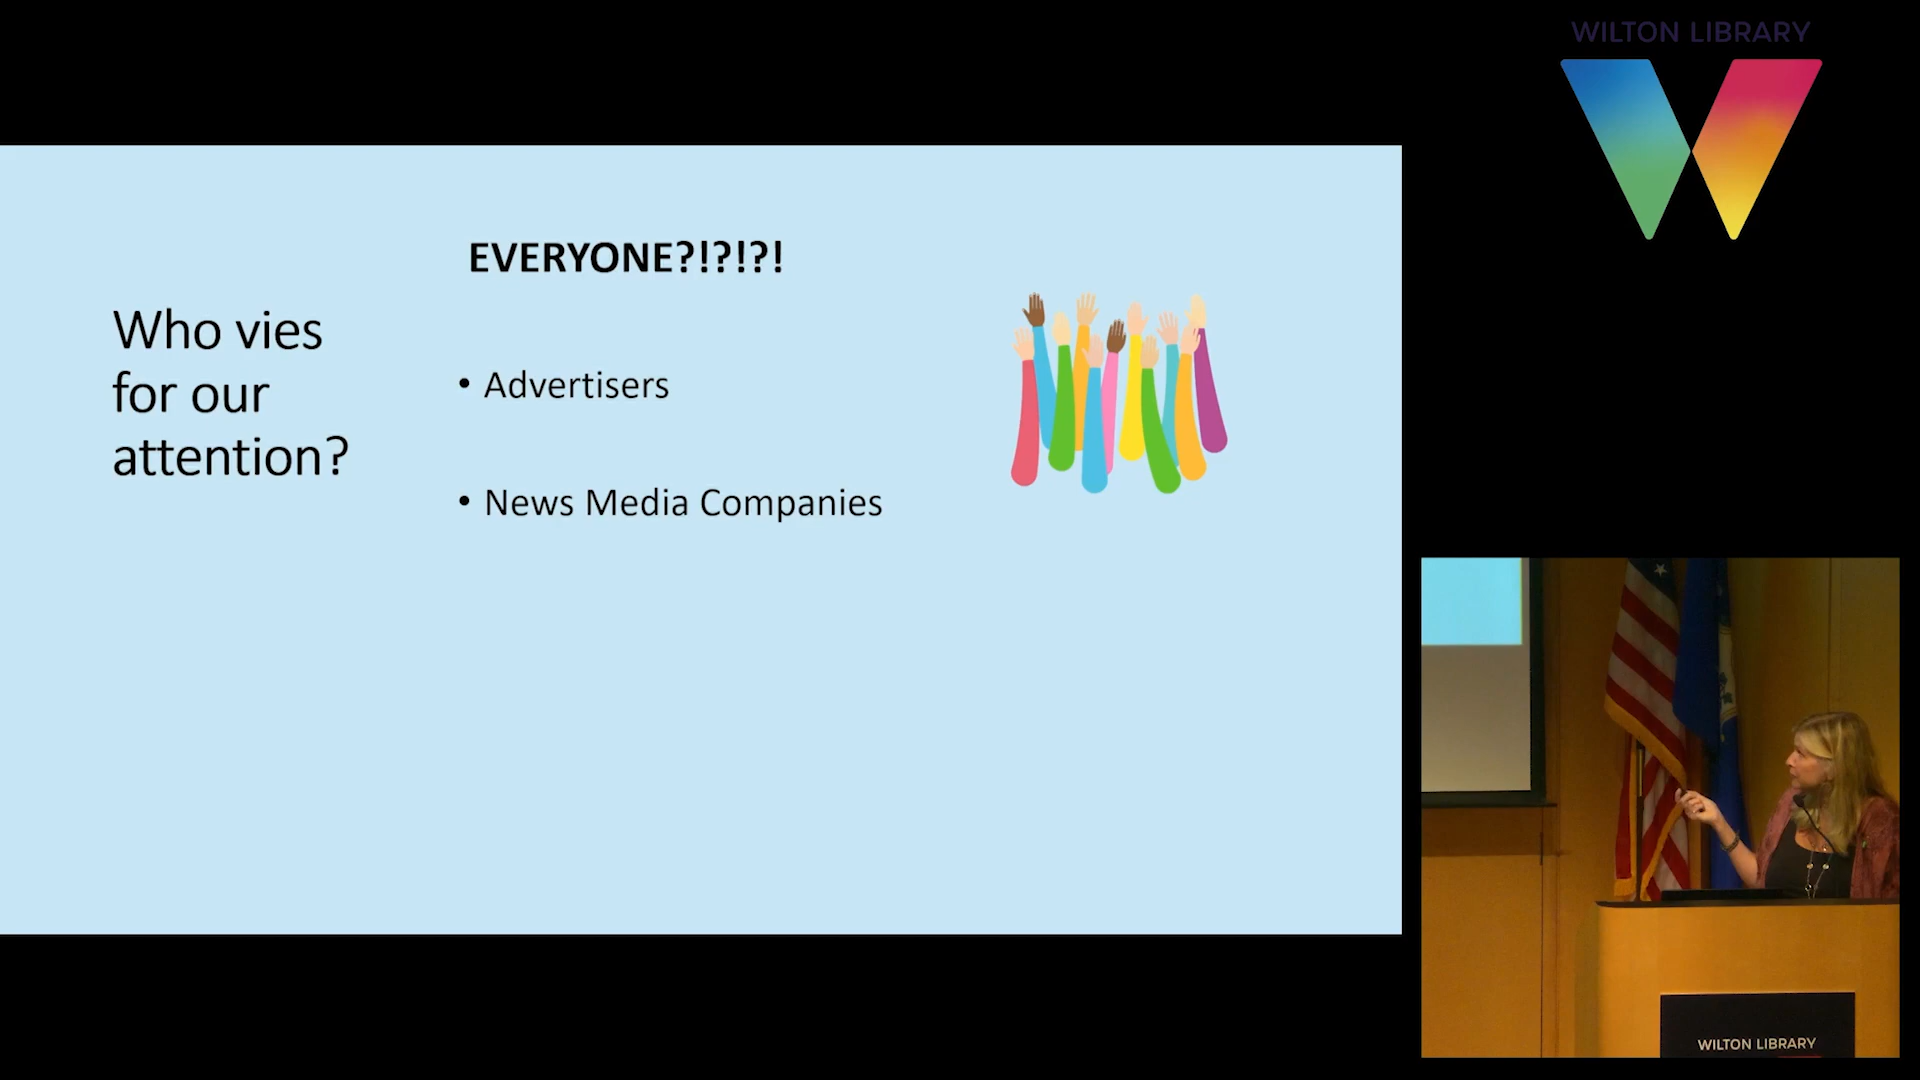 WILTON LIBRARY
EVERYONE?!?!?!
Who vies
for our
attention?
• Advertisers
• News Media Companies
WILTON LIBRARY